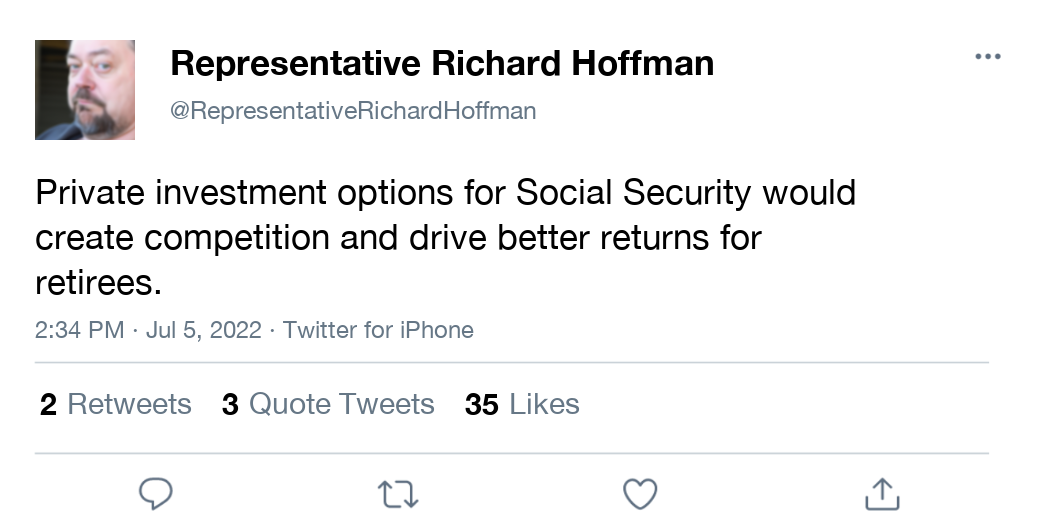 Representative Richard Hoffman
@RepresentativeRichardHoffman
Private investment options for Social Security would
create competition and drive better returns for
retirees.
2:34 PM · Jul 5, 2022 · Twitter for iPhone
2 Retweets 3 Quote Tweets 35 Likes